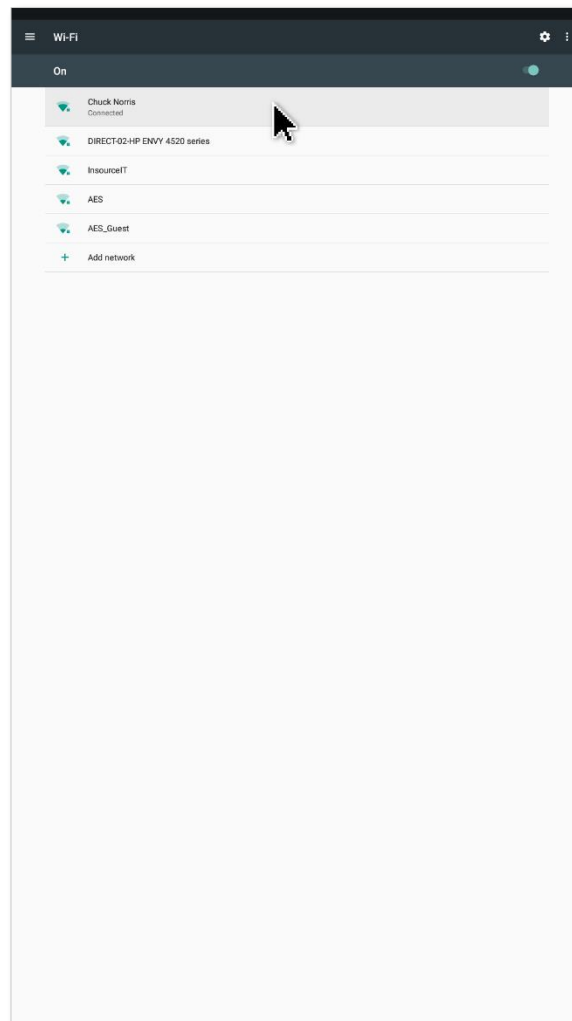 Wi-Fi
On
Chuck Norris
Connected
DIRECT-02-HP ENVY 4520 series
InsourceIT
AES
AES_Guest
Add network